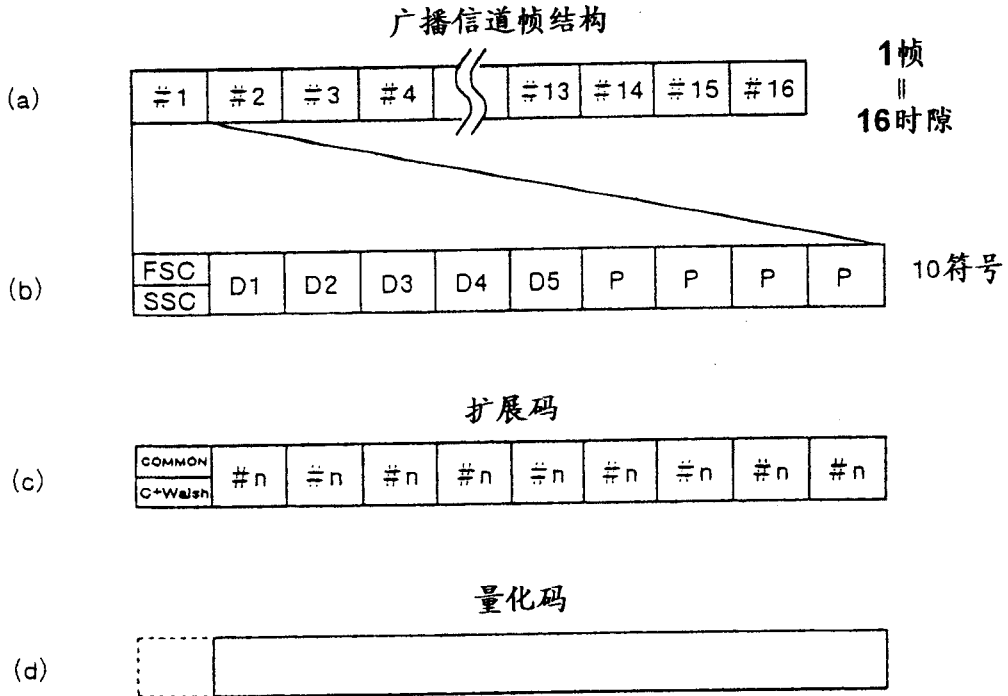 广播信道帧结构
(a)
#1 #2 #3 #4 #13 #14 #15 #16
1帧
=
16时隙
(b)
FSC
SSC
D1 D2 D3 D4 D5 P P P P
10符号
扩展码
(c)
COMMON
C+Walsh
#n #n #n #n #n #n #n #n #n
量化码
(d)